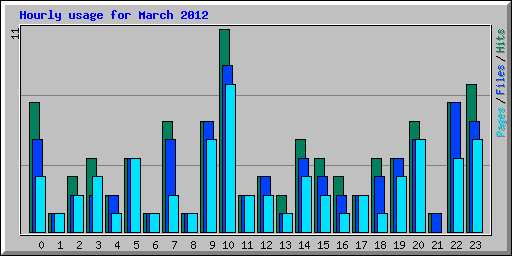 Hourly usage for March 2012
11
Pages/Files/Hits
0 1 2 3 4 5 6 7 8 9 10 11 12 13 14 15 16 17 18 19 20 21 22 23